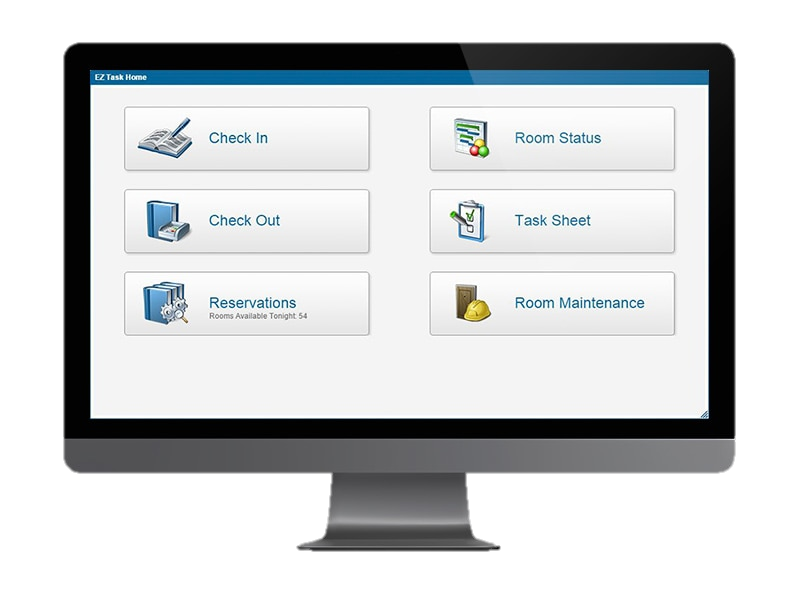 EZ Task Home
Check In
Room Status
Check Out
Task Sheet
Reservations
Rooms Available Tonight: 54
Room Maintenance